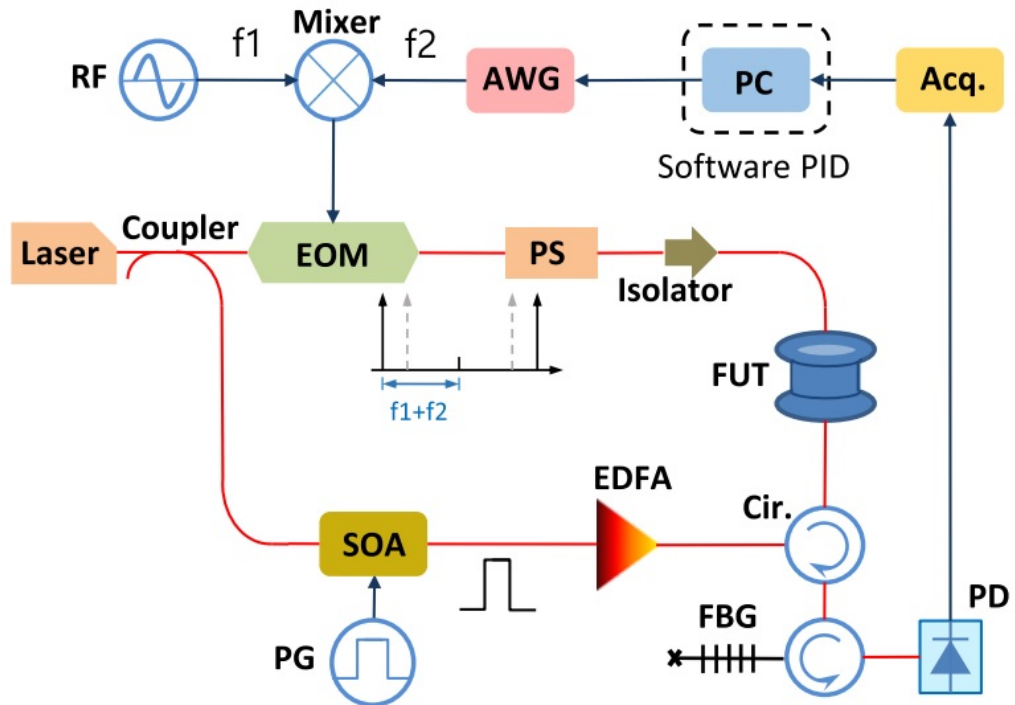 Mixer
RF
f1
f2
AWG
PC
Acq.
Software PID
Laser
Coupler
EOM
PS
Isolator
f1+f2
FUT
EDFA
Cir.
SOA
PG
FBG
PD